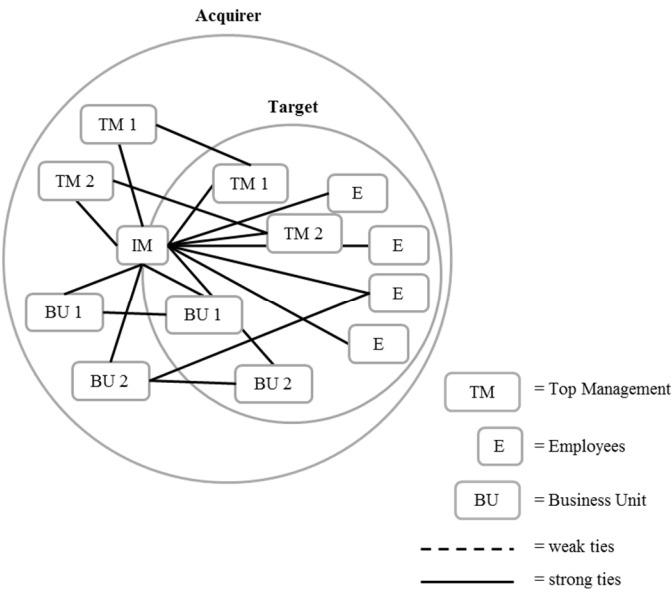 Acquirer
Target
TM 1
TM 1
TM 2
E
TM 2
IM
E
E
BU 1
BU 1
E
BU 2
BU 2
TM = Top Management
E = Employees
BU = Business Unit
= weak ties
= strong ties